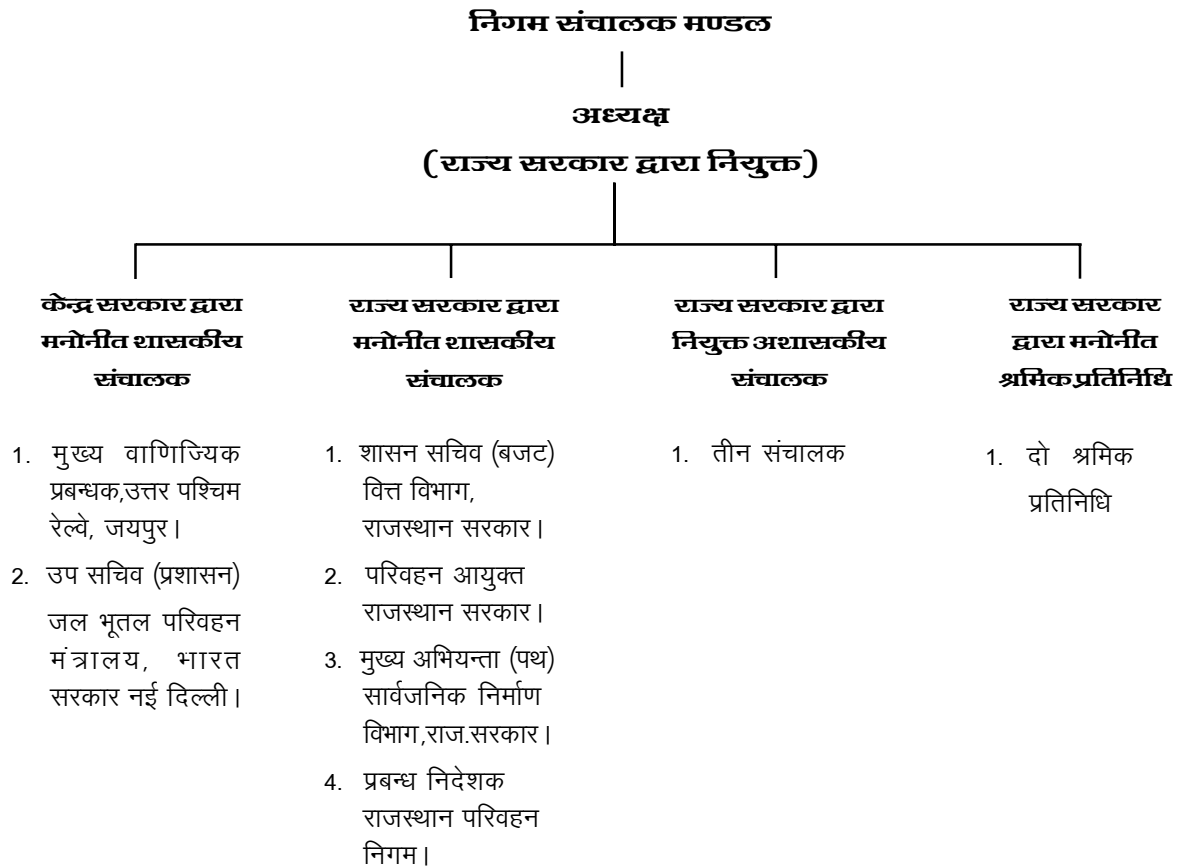 निगम संचालक मण्डल
अध्यक्ष
(राज्य सरकार द्वारा नियुक्त)
केन्द्र सरकार द्वारा
मनोनीत शासकीय
संचालक
1. मुख्य वाणिज्यिक
प्रबन्धक,उत्तर पश्चिम
रेल्वे, जयपुर।
2. उप सचिव (प्रशासन)
जल भूतल परिवहन
मंत्रालय, भारत
सरकार नई दिल्ली।
राज्य सरकार द्वारा
मनोनीत शासकीय
संचालक
1. शासन सचिव (बजट)
वित्त विभाग,
राजस्थान सरकार।
2. परिवहन आयुक्त
राजस्थान सरकार।
3. मुख्य अभियन्ता (पथ)
सार्वजनिक निर्माण
विभाग,राज.सरकार।
4. प्रबन्ध निदेशक
राजस्थान परिवहन
निगम।
राज्य सरकार द्वारा
नियुक्त अशासकीय
संचालक
1. तीन संचालक
राज्य सरकार
द्वारा मनोनीत
श्रमिक प्रतिनिधि
1. दो श्रमिक
प्रतिनिधि